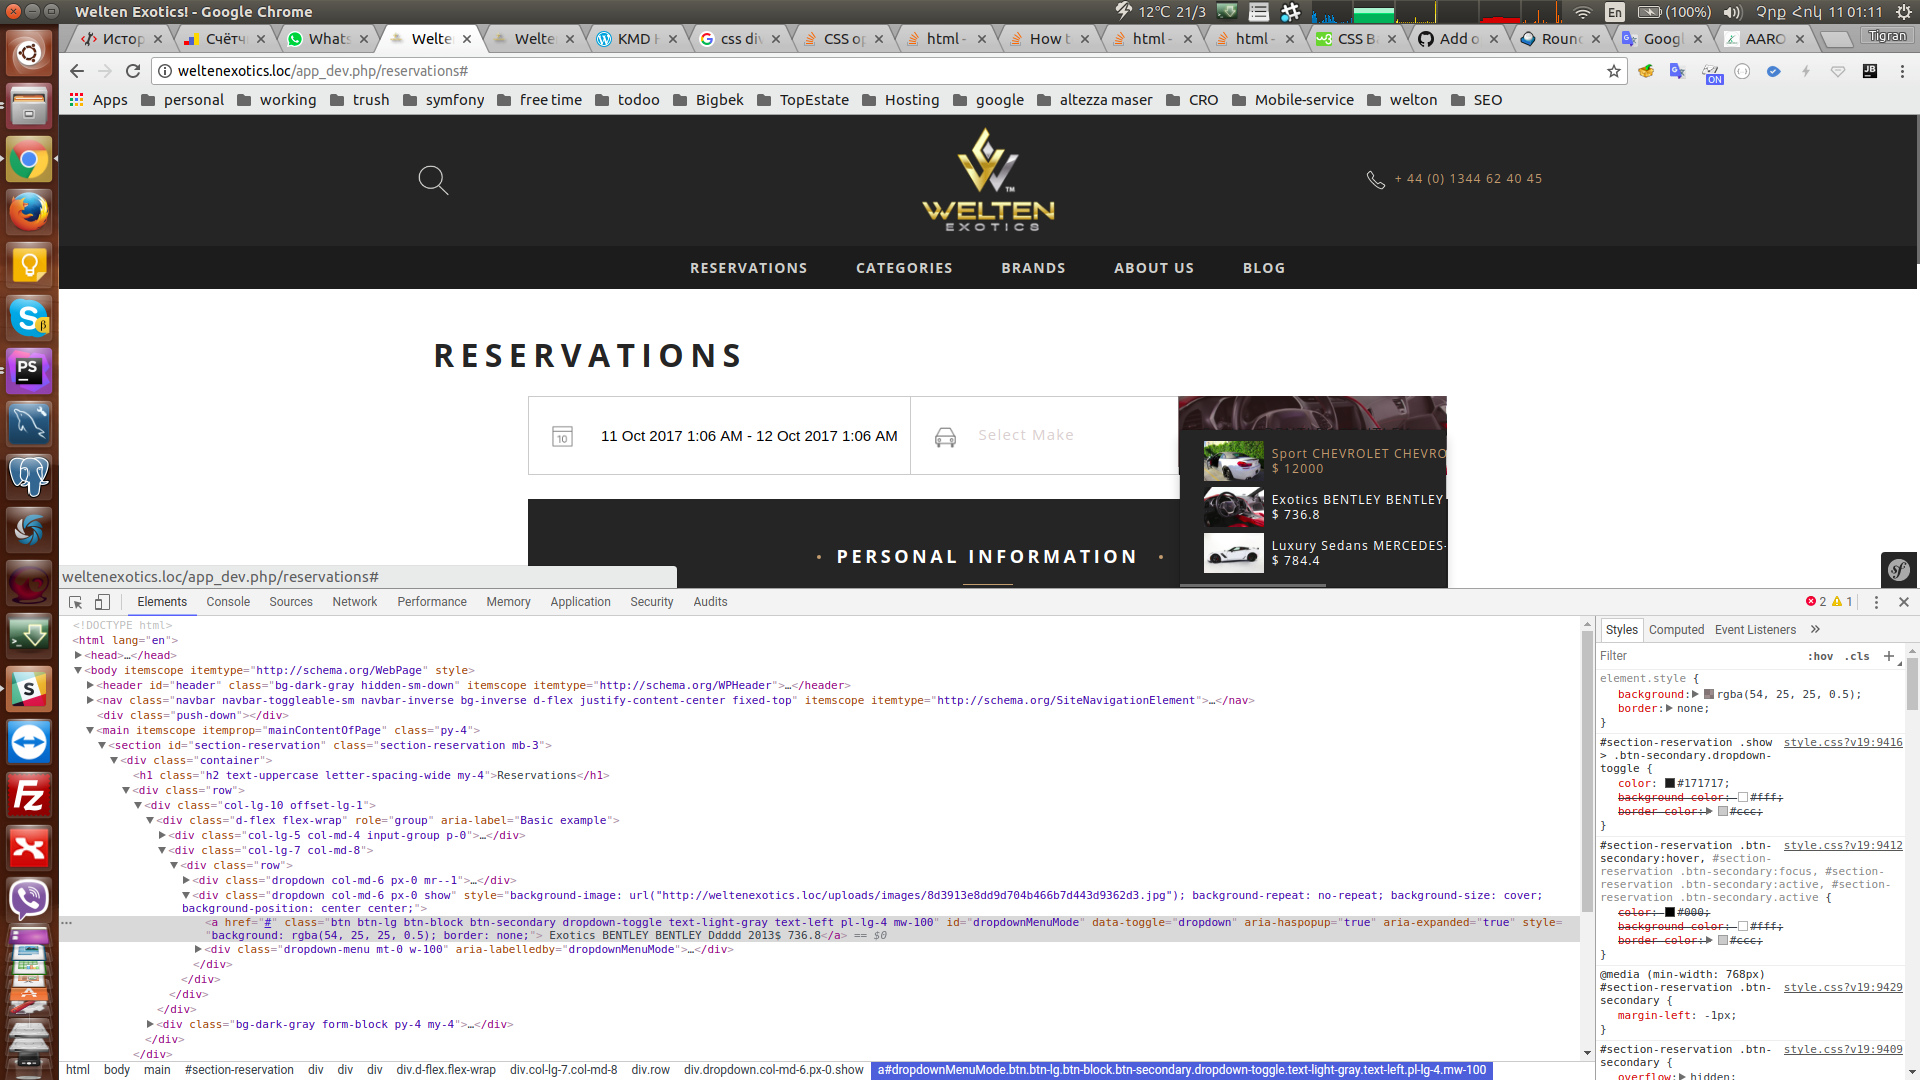 Welten Exotics! - Google Chrome
12°C 21/3
En
(100%)
Չրք Հոկ 11 01:11
Истор
Счётч
Whats
Welte
Welte
KMD H
css div
CSS op
html -
How t
html -
html -
CSS B
Add o
Roun
Googl
AARO
Tigran
weltenexotics.loc/app_dev.php/reservations#
ON
JB
Apps personal working trush symfony free time todoo Bigbek TopEstate Hosting google altezza maser CRO Mobile-service welton SEO
WELTEN
EXOTICS
™
+ 44 (0) 1344 62 40 45
RESERVATIONS CATEGORIES BRANDS ABOUT US BLOG
RESERVATIONS
10
11 Oct 2017 1:06 AM - 12 Oct 2017 1:06 AM
Select Make
Sport CHEVROLET CHEVRO
$ 12000
Exotics BENTLEY BENTLEY
$ 736.8
Luxury Sedans MERCEDES-
$ 784.4
• PERSONAL INFORMATION •
weltenexotics.loc/app_dev.php/reservations#
sf
Elements Console Sources Network Performance Memory Application Security Audits
2 1
<!DOCTYPE html>
<html lang="en">
<head>…</head>
<body itemscope itemtype="http://schema.org/WebPage" style>
<header id="header" class="bg-dark-gray hidden-sm-down" itemscope itemtype="http://schema.org/WPHeader">…</header>
<nav class="navbar navbar-toggleable-sm navbar-inverse bg-inverse d-flex justify-content-center fixed-top" itemscope itemtype="http://schema.org/SiteNavigationElement">…</nav>
<div class="push-down"></div>
<main itemscope itemprop="mainContentOfPage" class="py-4">
<section id="section-reservation" class="section-reservation mb-3">
<div class="container">
<h1 class="h2 text-uppercase letter-spacing-wide my-4">Reservations</h1>
<div class="row">
<div class="col-lg-10 offset-lg-1">
<div class="d-flex flex-wrap" role="group" aria-label="Basic example">
<div class="col-lg-5 col-md-4 input-group p-0">…</div>
<div class="col-lg-7 col-md-8">
<div class="row">
<div class="dropdown col-md-6 px-0 mr--1">…</div>
<div class="dropdown col-md-6 px-0 show" style="background-image: url("http://weltenexotics.loc/uploads/images/8d3913e8dd9d704b466b7d443d9362d3.jpg"); background-repeat: no-repeat; background-size: cover;
background-position: center center;">
<a href="#" class="btn btn-lg btn-block btn-secondary dropdown-toggle text-light-gray text-left pl-lg-4 mw-100" id="dropdownMenuMode" data-toggle="dropdown" aria-haspopup="true" aria-expanded="true" style=
"background: rgba(54, 25, 25, 0.5); border: none;"> Exotics BENTLEY BENTLEY Ddddd 2013$ 736.8</a> == $0
<div class="dropdown-menu mt-0 w-100" aria-labelledby="dropdownMenuMode">…</div>
</div>
</div>
</div>
</div>
<div class="bg-dark-gray form-block py-4 my-4">…</div>
</div>
</div>
html body main #section-reservation div div div div.d-flex.flex-wrap div.col-lg-7.col-md-8 div.row div.dropdown.col-md-6.px-0.show a#dropdownMenuMode.btn.btn-lg.btn-block.btn-secondary.dropdown-toggle.text-light-gray.text-left.pl-lg-4.mw-100
Styles Computed Event Listeners »
Filter :hov .cls +
element.style {
background: rgba(54, 25, 25, 0.5);
border: none;
}
#section-reservation .show style.css?v19:9416
> .btn-secondary.dropdown-
toggle {
color: #171717;
background-color: #fff;
border-color: #ccc;
}
#section-reservation .btn- style.css?v19:9412
secondary:hover, #section-
reservation .btn-secondary:focus, #section-
reservation .btn-secondary:active, #section-
reservation .btn-secondary.active {
color: #000;
background-color: #fff;
border-color: #ccc;
}
@media (min-width: 768px)
#section-reservation .btn- style.css?v19:9429
secondary {
margin-left: -1px;
}
#section-reservation .btn- style.css?v19:9409
secondary {
overflow: hidden;